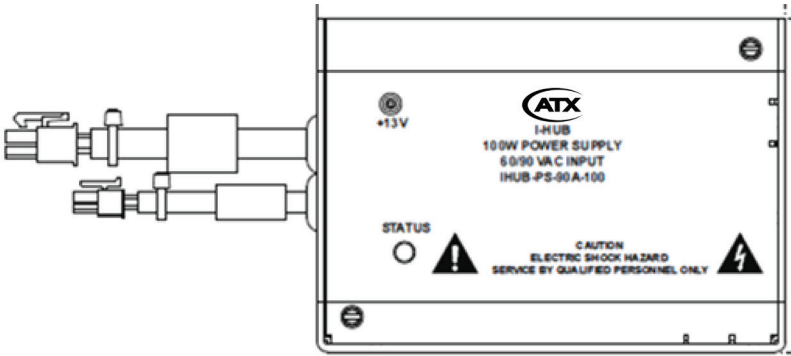 ATX
+13V
I-HUB
100W POWER SUPPLY
60/90 VAC INPUT
IHUB-PS-90A-100
STATUS
CAUTION
ELECTRIC SHOCK HAZARD
SERVICE BY QUALIFIED PERSONNEL ONLY